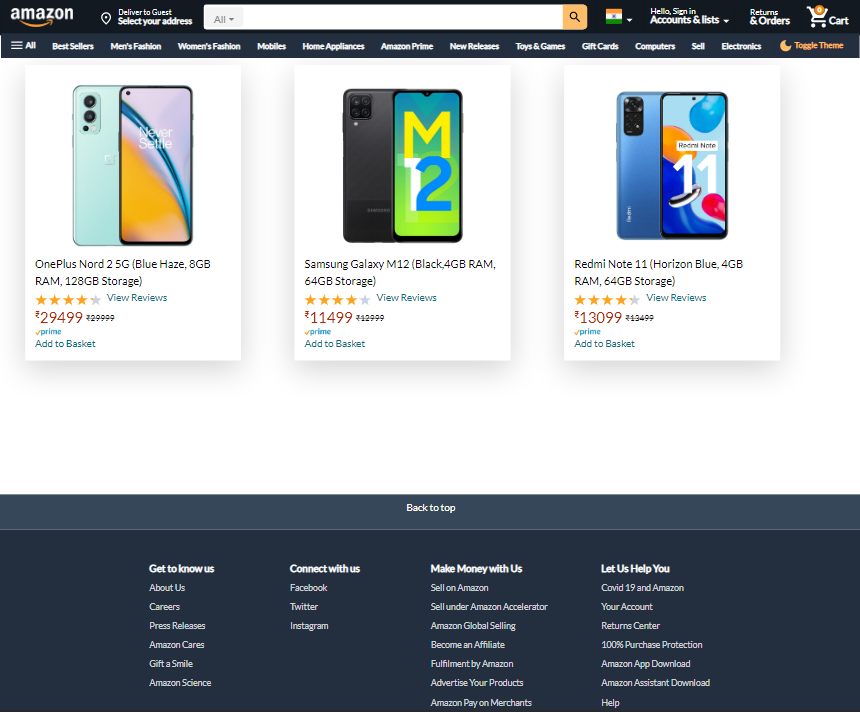 amazon
Deliver to Guest
Select your address
All
Hello, Sign in
Accounts & lists
Returns
& Orders
0
Cart
All
Best Sellers
Men's Fashion
Women's Fashion
Mobiles
Home Appliances
Amazon Prime
New Releases
Toys & Games
Gift Cards
Computers
Sell
Electronics
Toggle Theme
Never
Settle
M
12
SAMSUNG
Redmi Note
11
Redmi
OnePlus Nord 2 5G (Blue Haze, 8GB
RAM, 128GB Storage)
View Reviews
₹29499 ₹29999
prime
Add to Basket
Samsung Galaxy M12 (Black,4GB RAM,
64GB Storage)
View Reviews
₹11499 ₹12999
prime
Add to Basket
Redmi Note 11 (Horizon Blue, 4GB
RAM, 64GB Storage)
View Reviews
₹13099 ₹13499
prime
Add to Basket
Back to top
Get to know us
About Us
Careers
Press Releases
Amazon Cares
Gift a Smile
Amazon Science
Connect with us
Facebook
Twitter
Instagram
Make Money with Us
Sell on Amazon
Sell under Amazon Accelerator
Amazon Global Selling
Become an Affiliate
Fulfilment by Amazon
Advertise Your Products
Amazon Pay on Merchants
Let Us Help You
Covid 19 and Amazon
Your Account
Returns Center
100% Purchase Protection
Amazon App Download
Amazon Assistant Download
Help